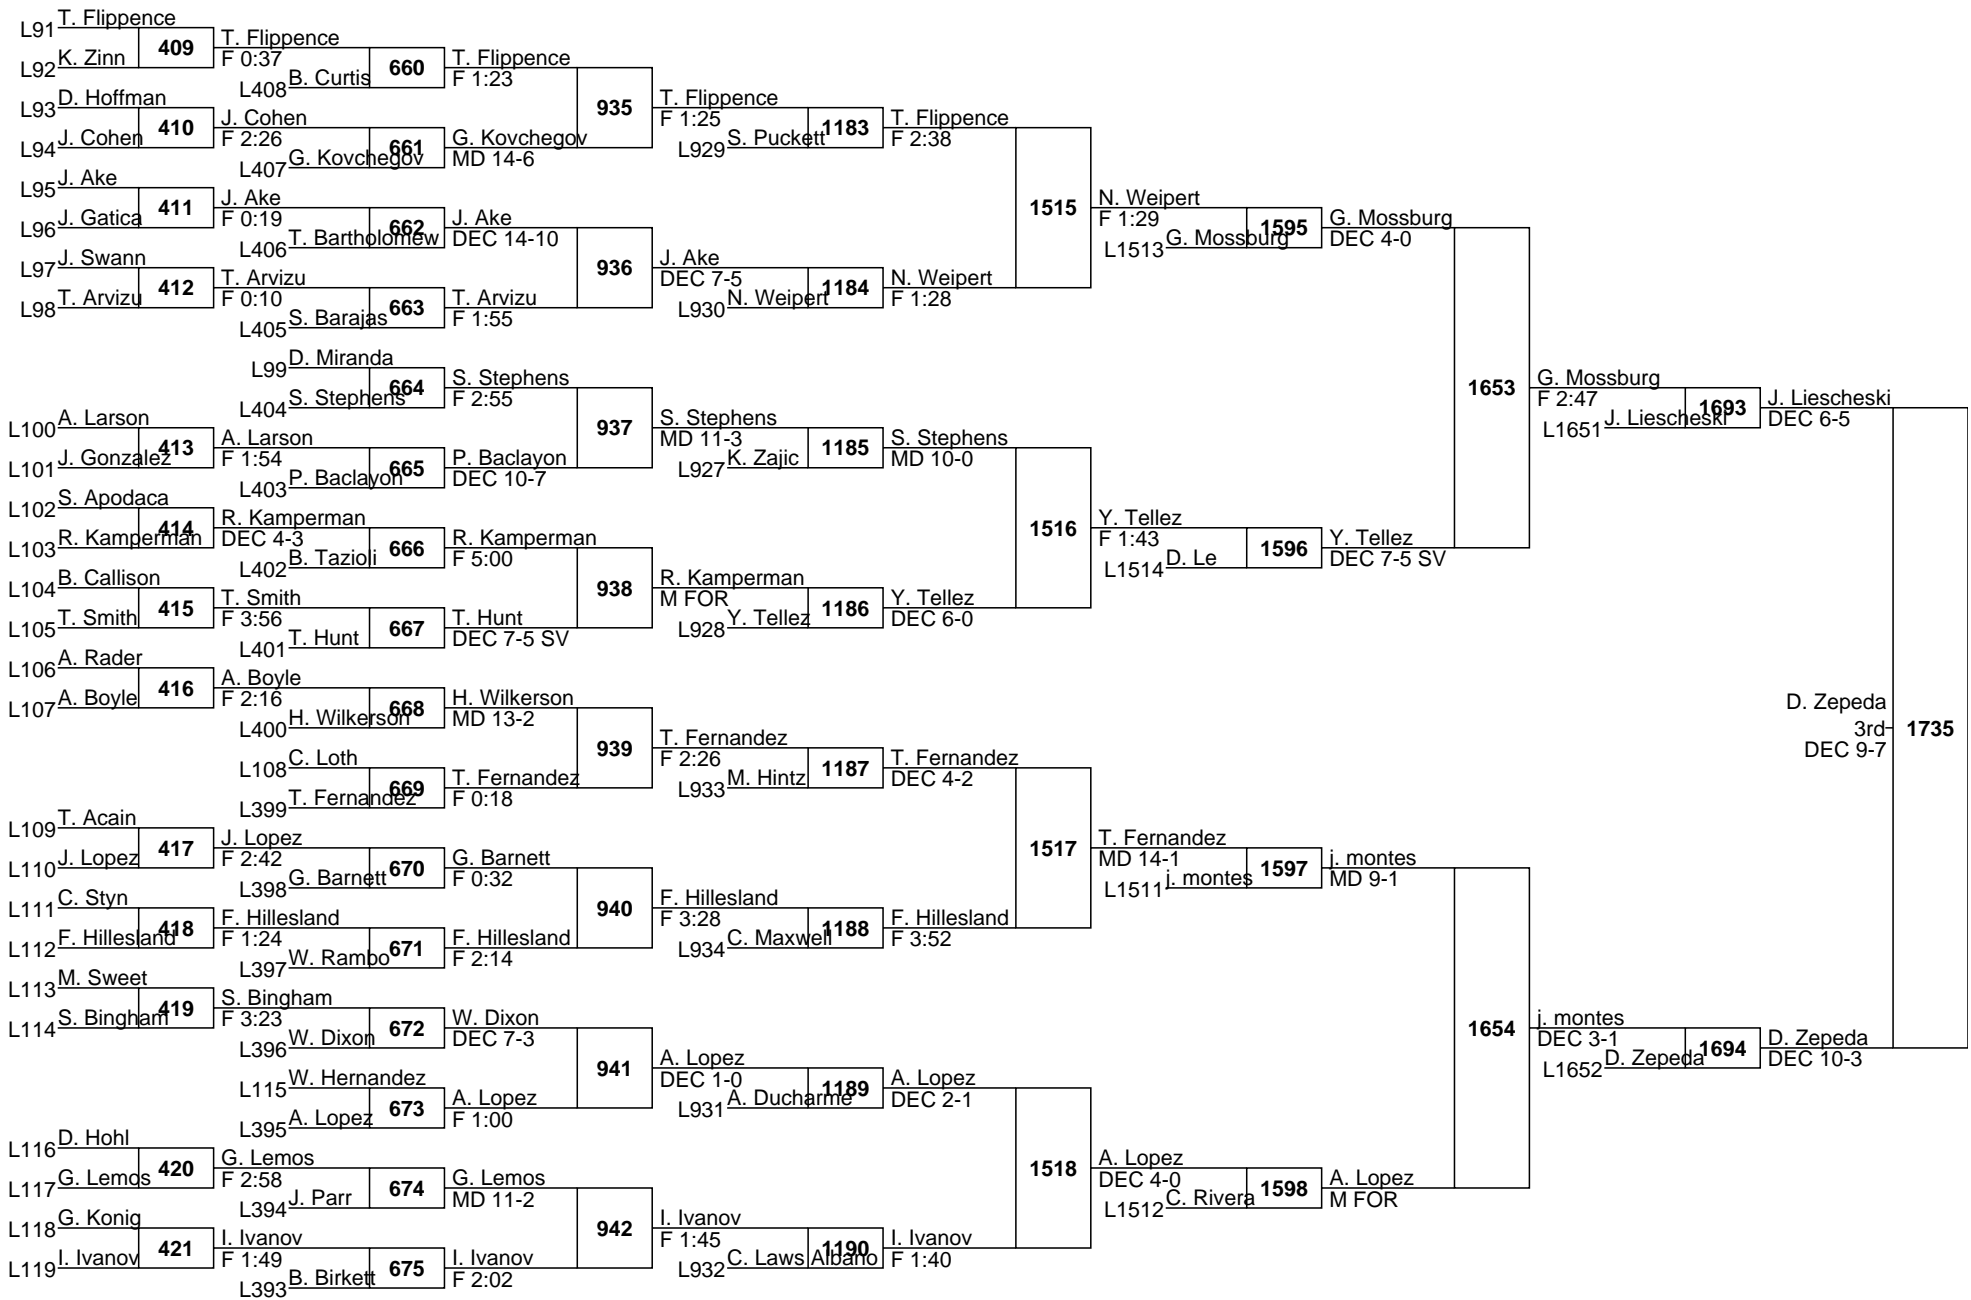 L91 T. Flippence
409
L92 K. Zinn
T. Flippence
F 0:37
660
L408 B. Curtis
T. Flippence
F 1:23
L93 D. Hoffman
410
L94 J. Cohen
J. Cohen
F 2:26
661
L407 G. Kovchegov
G. Kovchegov
MD 14-6
935
T. Flippence
F 1:25
1183
L929 S. Puckett
T. Flippence
F 2:38
L95 J. Ake
411
L96 J. Gatica
J. Ake
F 0:19
662
L406 T. Bartholomew
J. Ake
DEC 14-10
L97 J. Swann
412
L98 T. Arvizu
T. Arvizu
F 0:10
663
L405 S. Barajas
T. Arvizu
F 1:55
936
J. Ake
DEC 7-5
1184
L930 N. Weipert
N. Weipert
F 1:28
1515
N. Weipert
F 1:29
1595
L1513 G. Mossburg
G. Mossburg
DEC 4-0
L99 D. Miranda
664
L404 S. Stephens
S. Stephens
F 2:55
L100 A. Larson
413
L101 J. Gonzalez
A. Larson
F 1:54
665
L403 P. Baclayon
P. Baclayon
DEC 10-7
937
S. Stephens
MD 11-3
1185
L927 K. Zajic
S. Stephens
MD 10-0
L102 S. Apodaca
414
L103 R. Kamperman
R. Kamperman
DEC 4-3
666
L402 B. Tazioli
R. Kamperman
F 5:00
L104 B. Callison
415
L105 T. Smith
T. Smith
F 3:56
667
L401 T. Hunt
T. Hunt
DEC 7-5 SV
938
R. Kamperman
M FOR
1186
L928 Y. Tellez
Y. Tellez
DEC 6-0
1516
Y. Tellez
F 1:43
1596
L1514 D. Le
Y. Tellez
DEC 7-5 SV
1653
G. Mossburg
F 2:47
1693
L1651 J. Liescheski
J. Liescheski
DEC 6-5
L106 A. Rader
416
L107 A. Boyle
A. Boyle
F 2:16
668
L400 H. Wilkerson
H. Wilkerson
MD 13-2
L108 C. Loth
669
L399 T. Fernandez
T. Fernandez
F 0:18
939
T. Fernandez
F 2:26
1187
L933 M. Hintz
T. Fernandez
DEC 4-2
L109 T. Acain
417
L110 J. Lopez
J. Lopez
F 2:42
670
L398 G. Barnett
G. Barnett
F 0:32
L111 C. Styn
418
L112 F. Hillesland
F. Hillesland
F 1:24
671
L397 W. Rambo
F. Hillesland
F 2:14
940
F. Hillesland
F 3:28
1188
L934 C. Maxwell
F. Hillesland
F 3:52
1517
T. Fernandez
MD 14-1
1597
L1511 j. montes
j. montes
MD 9-1
L113 M. Sweet
419
L114 S. Bingham
S. Bingham
F 3:23
672
L396 W. Dixon
W. Dixon
DEC 7-3
L115 W. Hernandez
673
L395 A. Lopez
A. Lopez
F 1:00
941
A. Lopez
DEC 1-0
1189
L931 A. Ducharme
A. Lopez
DEC 2-1
L116 D. Hohl
420
L117 G. Lemos
G. Lemos
F 2:58
674
L394 J. Parr
G. Lemos
MD 11-2
L118 G. Konig
421
L119 I. Ivanov
I. Ivanov
F 1:49
675
L393 B. Birkett
I. Ivanov
F 2:02
942
I. Ivanov
F 1:45
1190
L932 C. Laws Albano
I. Ivanov
F 1:40
1518
A. Lopez
DEC 4-0
1598
L1512 C. Rivera
A. Lopez
M FOR
1654
j. montes
DEC 3-1
1694
L1652 D. Zepeda
D. Zepeda
DEC 10-3
D. Zepeda
3rd
1735
DEC 9-7